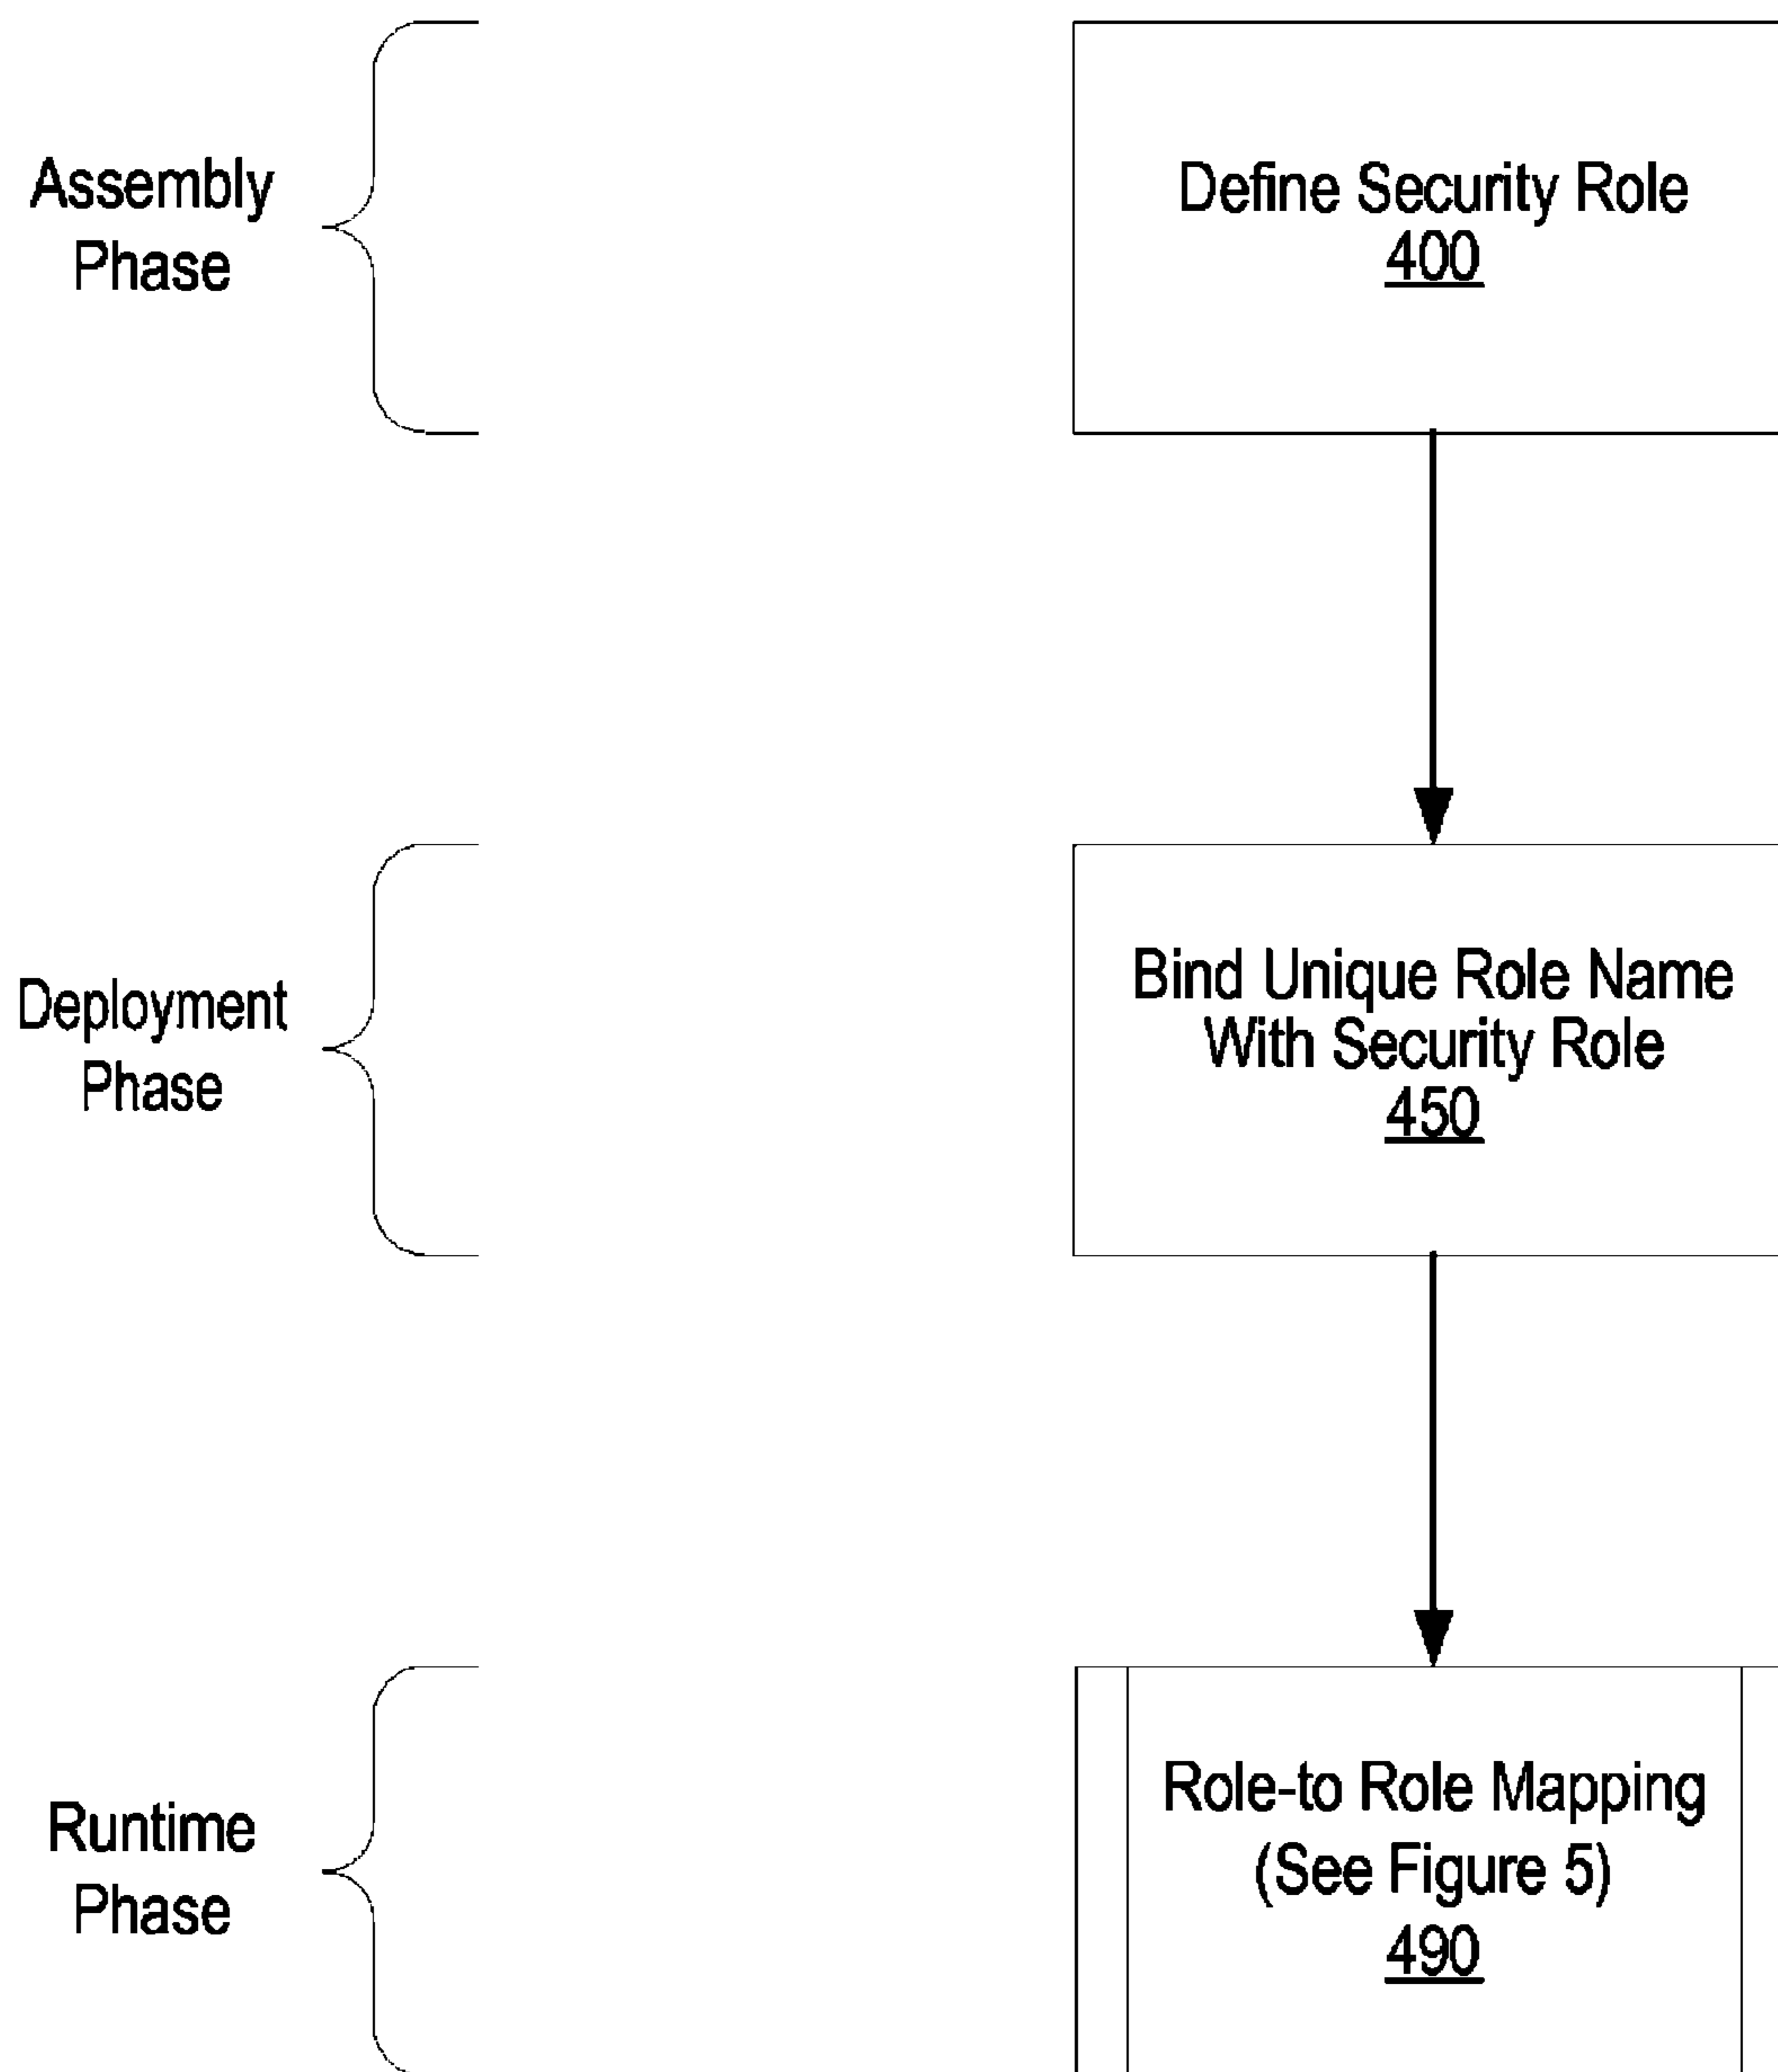 Assembly
Phase
Define Security Role
400
Deployment
Phase
Bind Unique Role Name
With Security Role
450
Runtime
Phase
Role-to Role Mapping
(See Figure 5)
490